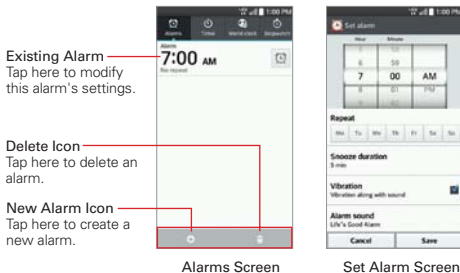 Existing Alarm
Tap here to modify
this alarm's settings.
Delete Icon
Tap here to delete an
alarm.
New Alarm Icon
Tap here to create a
new alarm.
1:00 PM
Alarms
Timer
World clock
Stopwatch
Alarm
7:00 AM
No repeat
Alarms Screen
1:00 PM
Set alarm
Hour Minute
6 59
7 00 AM
8 01 PM
Repeat
Mo Tu We Th Fr Sa Su
Snooze duration
5 min
Vibration
Vibration along with sound
Alarm sound
Life's Good Alarm
Cancel Save
Set Alarm Screen